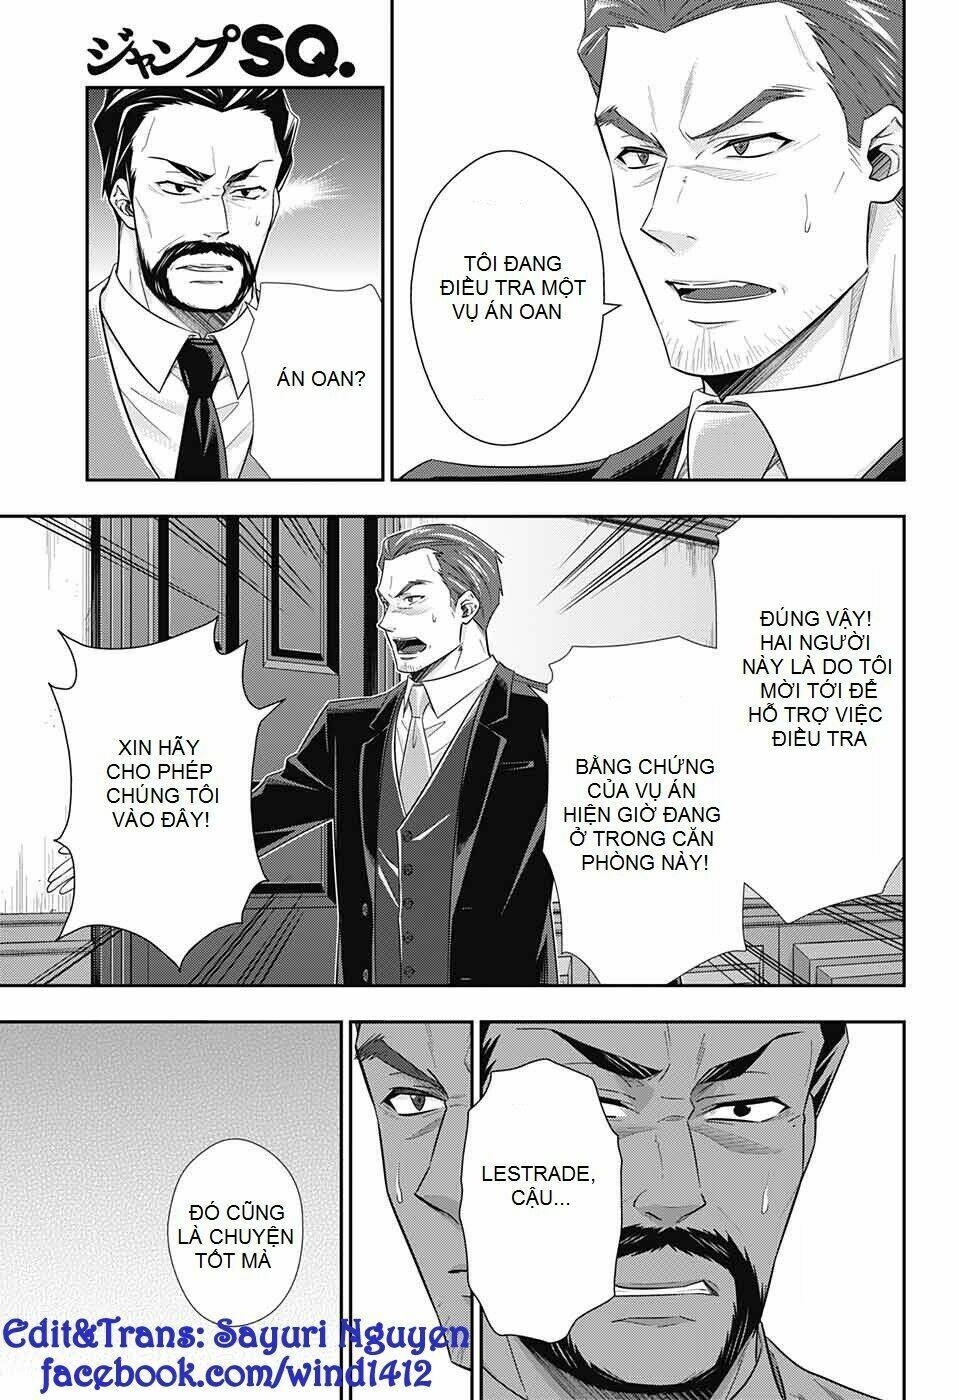 ジャンプSQ.
TÔI ĐANG
ĐIỀU TRA MỘT
VỤ ÁN OAN
ÁN OAN?
ĐÚNG VẬY!
HAI NGƯỜI
NÀY LÀ DO TÔI
MỜI TỚI ĐỂ
HỖ TRỢ VIỆC
ĐIỀU TRA
BẰNG CHỨNG
CỦA VỤ ÁN
HIỆN GIỜ ĐANG
Ở TRONG CĂN
PHÒNG NÀY!
XIN HÃY
CHO PHÉP
CHÚNG TÔI
VÀO ĐÂY!
LESTRADE,
CẬU...
ĐÓ CŨNG
LÀ CHUYỆN
TỐT MÀ
Edit&Trans: Sayuri Nguyen
facebook.com/wind1412